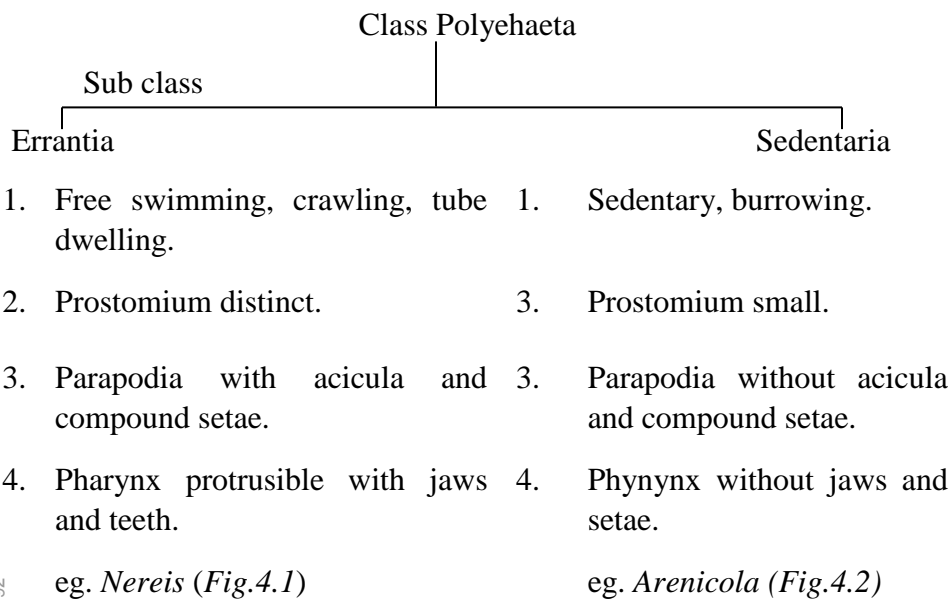 Class Polyehaeta
Sub class
Errantia
Sedentaria
1. Free swimming, crawling, tube
dwelling.
1. Sedentary, burrowing.
2. Prostomium distinct.
3. Prostomium small.
3. Parapodia with acicula and
compound setae.
3. Parapodia without acicula
and compound setae.
4. Pharynx protrusible with jaws
and teeth.
4. Phynynx without jaws and
setae.
eg. Nereis (Fig.4.1)
eg. Arenicola (Fig.4.2)